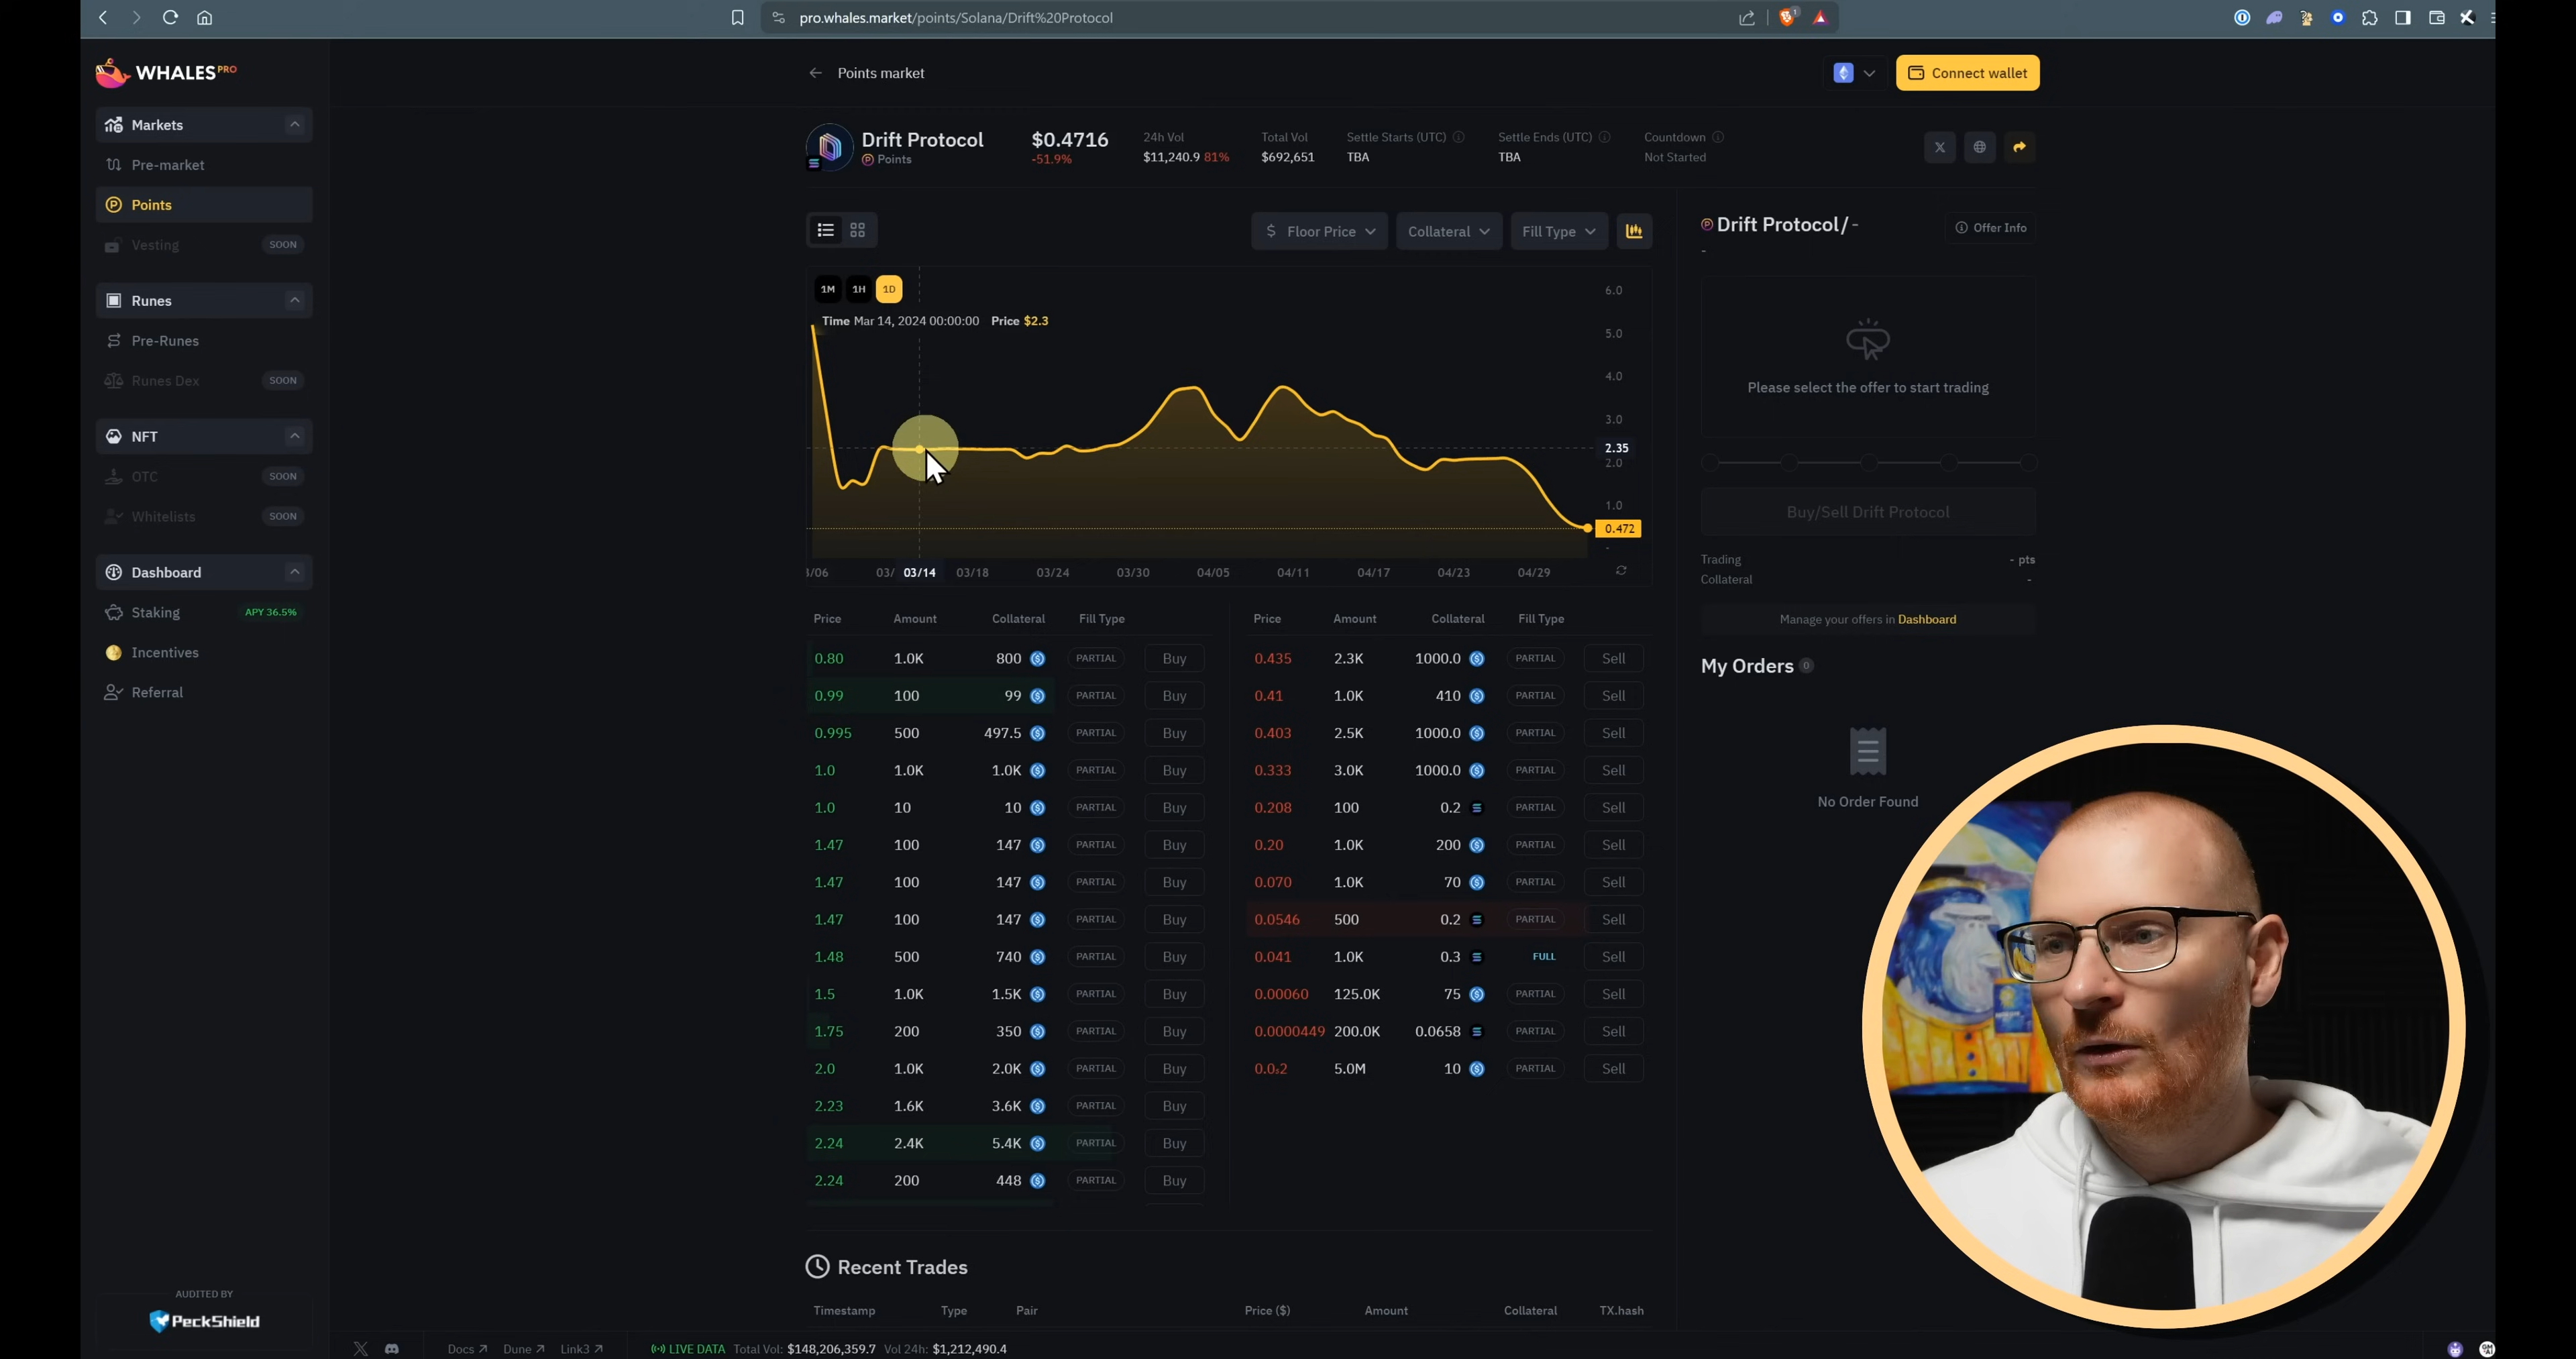 pro.whales.market/points/Solana/Drift%20Protocol
1
WHALES PRO
Points market
Connect wallet
Markets
Pre-market
Points
Vesting SOON
Runes
Pre-Runes
Runes Dex SOON
NFT
OTC SOON
Whitelists SOON
Dashboard
Staking APY 36.5%
Incentives
Referral
AUDITED BY
PeckShield
Drift Protocol
Points
$0.4716
-51.9%
24h Vol
$11,240.9 81%
Total Vol
$692,651
Settle Starts (UTC)
TBA
Settle Ends (UTC)
TBA
Countdown
Not Started
$ Floor Price
Collateral
Fill Type
1M 1H 1D
Time Mar 14, 2024 00:00:00 Price $2.3
6.0
5.0
4.0
3.0
2.35
2.0
1.0
0.472
-
03/14 03/18 03/24 03/30 04/05 04/11 04/17 04/23 04/29
Price Amount Collateral Fill Type
0.80 1.0K 800 PARTIAL Buy
0.99 100 99 PARTIAL Buy
0.995 500 497.5 PARTIAL Buy
1.0 1.0K 1.0K PARTIAL Buy
1.0 10 10 PARTIAL Buy
1.47 100 147 PARTIAL Buy
1.47 100 147 PARTIAL Buy
1.47 100 147 PARTIAL Buy
1.48 500 740 PARTIAL Buy
1.5 1.0K 1.5K PARTIAL Buy
1.75 200 350 PARTIAL Buy
2.0 1.0K 2.0K PARTIAL Buy
2.23 1.6K 3.6K PARTIAL Buy
2.24 2.4K 5.4K PARTIAL Buy
2.24 200 448 PARTIAL Buy
Price Amount Collateral Fill Type
0.435 2.3K 1000.0 PARTIAL Sell
0.41 1.0K 410 PARTIAL Sell
0.403 2.5K 1000.0 PARTIAL Sell
0.333 3.0K 1000.0 PARTIAL Sell
0.208 100 0.2 PARTIAL Sell
0.20 1.0K 200 PARTIAL Sell
0.070 1.0K 70 PARTIAL Sell
0.0546 500 0.2 PARTIAL Sell
0.041 1.0K 0.3 FULL Sell
0.00060 125.0K 75 PARTIAL Sell
0.0000449 200.0K 0.0658 PARTIAL Sell
5.0M 10 PARTIAL Sell
Drift Protocol/ -
-
Offer Info
Please select the offer to start trading
Buy/Sell Drift Protocol
Trading - pts
Collateral -
Manage your offers in Dashboard
My Orders 0
No Order Found
Recent Trades
Timestamp Type Pair Price ($) Amount Collateral TX.hash
Docs Dune Link3
LIVE DATA Total Vol: $148,206,359.7 Vol 24h: $1,212,490.4